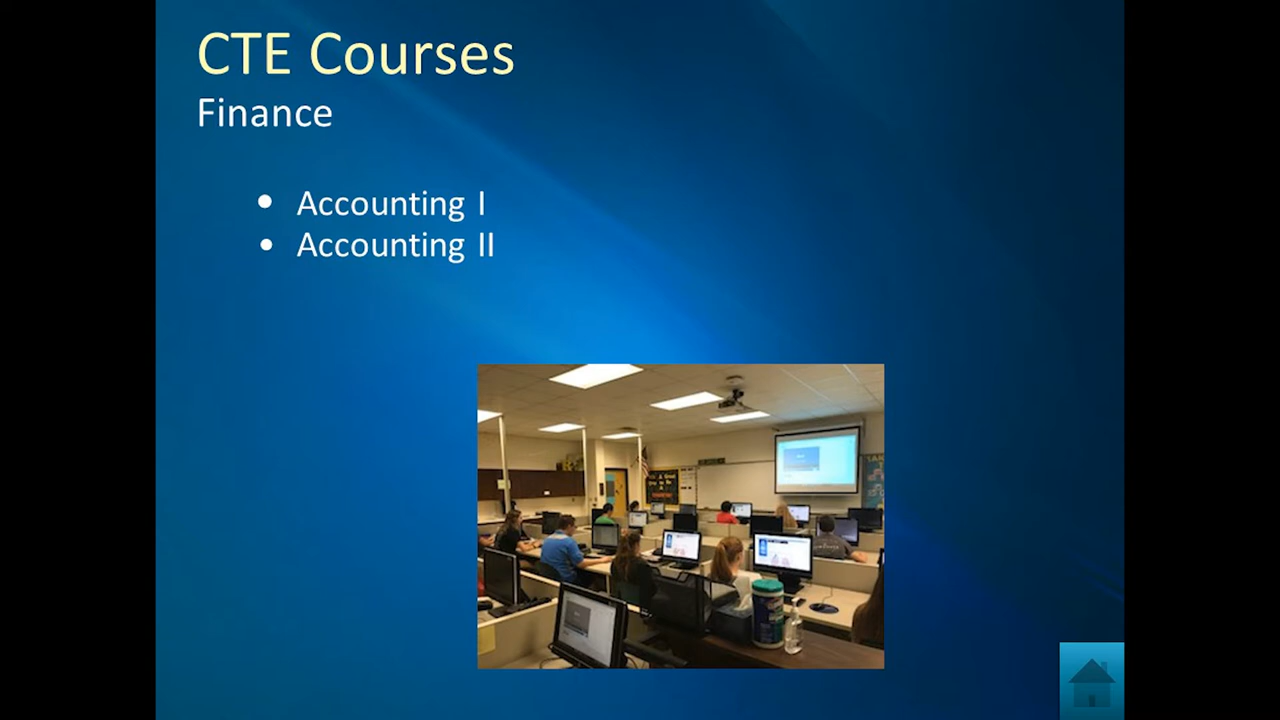 CTE Courses
Finance
• Accounting I
• Accounting II